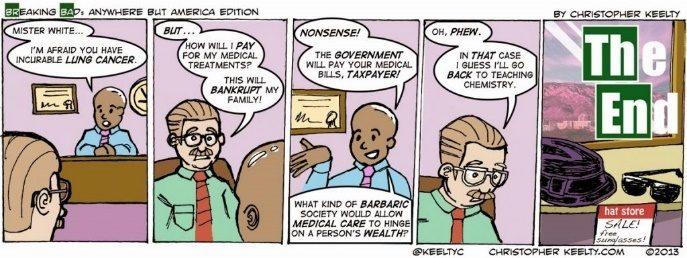 BREAKING BAD: ANYWHERE BUT AMERICA EDITION
BY CHRISTOPHER KEELTY
MISTER WHITE...
I'M AFRAID YOU HAVE
INCURABLE LUNG CANCER.
BUT...
HOW WILL I PAY
FOR MY MEDICAL
TREATMENTS?
THIS WILL
BANKRUPT MY
FAMILY!
NONSENSE!
THE GOVERNMENT
WILL PAY YOUR MEDICAL
BILLS, TAXPAYER!
WHAT KIND OF BARBARIC
SOCIETY WOULD ALLOW
MEDICAL CARE TO HINGE
ON A PERSON'S WEALTH?
OH, PHEW.
IN THAT CASE
I GUESS I'LL GO
BACK TO TEACHING
CHEMISTRY.
The
End
hat store
SALE!
free
sunglasses!
@KEELTYC
CHRISTOPHER KEELTY.COM
©2013